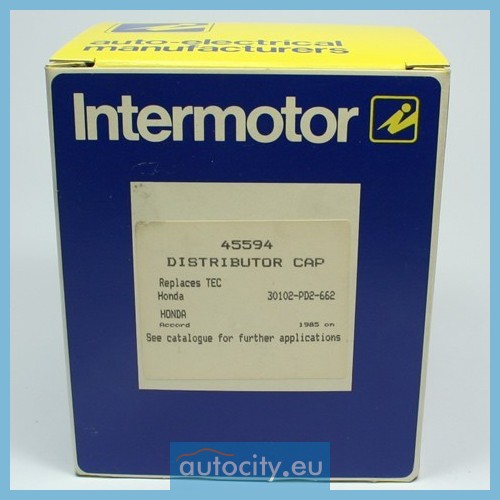 auto-electrical
manufacturers
Intermotor
45594
DISTRIBUTOR CAP
Replaces TEC
Honda 30102-PD2-662
HONDA
Accord 1985 on
See catalogue for further applications
autocity.eu